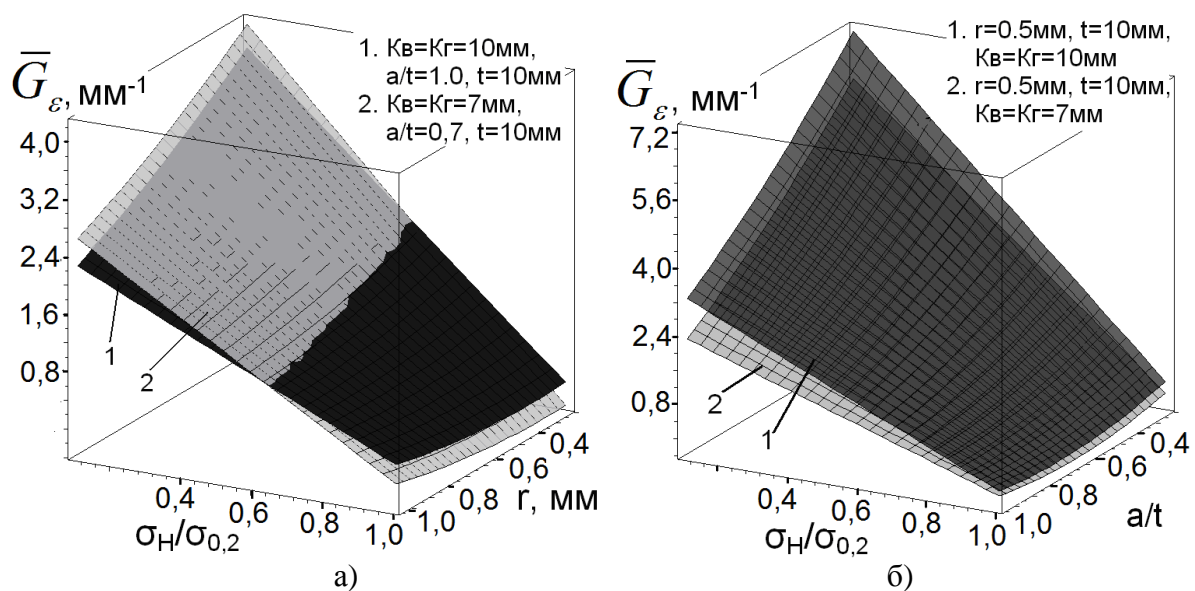 1. Кв=Кг=10мм,
a/t=1.0, t=10мм
2. Кв=Кг=7мм,
a/t=0,7, t=10мм
G̅ε, мм-1
4,0
3,2
2,4
1,6
0,8
1
2
0,4
0,6
0,8
1,0
σH/σ0,2
0,4
0,6
0,8
1,0
r, мм
а)
1. r=0.5мм, t=10мм,
Кв=Кг=10мм
2. r=0.5мм, t=10мм,
Кв=Кг=7мм
G̅ε, мм-1
7,2
5,6
4,0
2,4
0,8
2
1
0,4
0,6
0,8
1,0
σH/σ0,2
0,4
0,6
0,8
1,0
a/t
б)